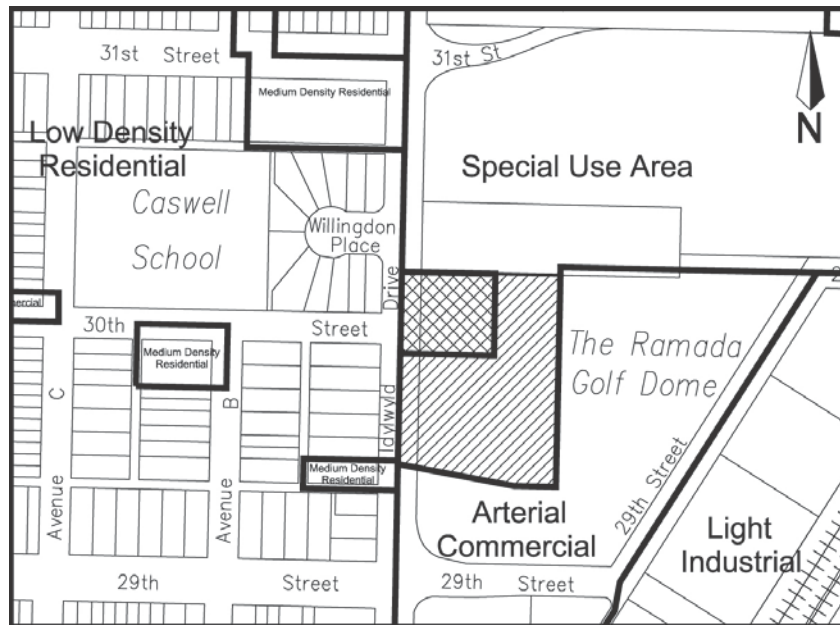 31st Street
31st St
Medium Density Residential
N
Low Density
Residential
Special Use Area
Caswell
School
Willingdon
Place
Drive
30th Street
Medium Density
Residential
The Ramada
Golf Dome
C
B
Idylwyld
Medium Density
Residential
29th Street
Avenue
Avenue
Arterial
Commercial
Light
Industrial
29th Street
29th Street